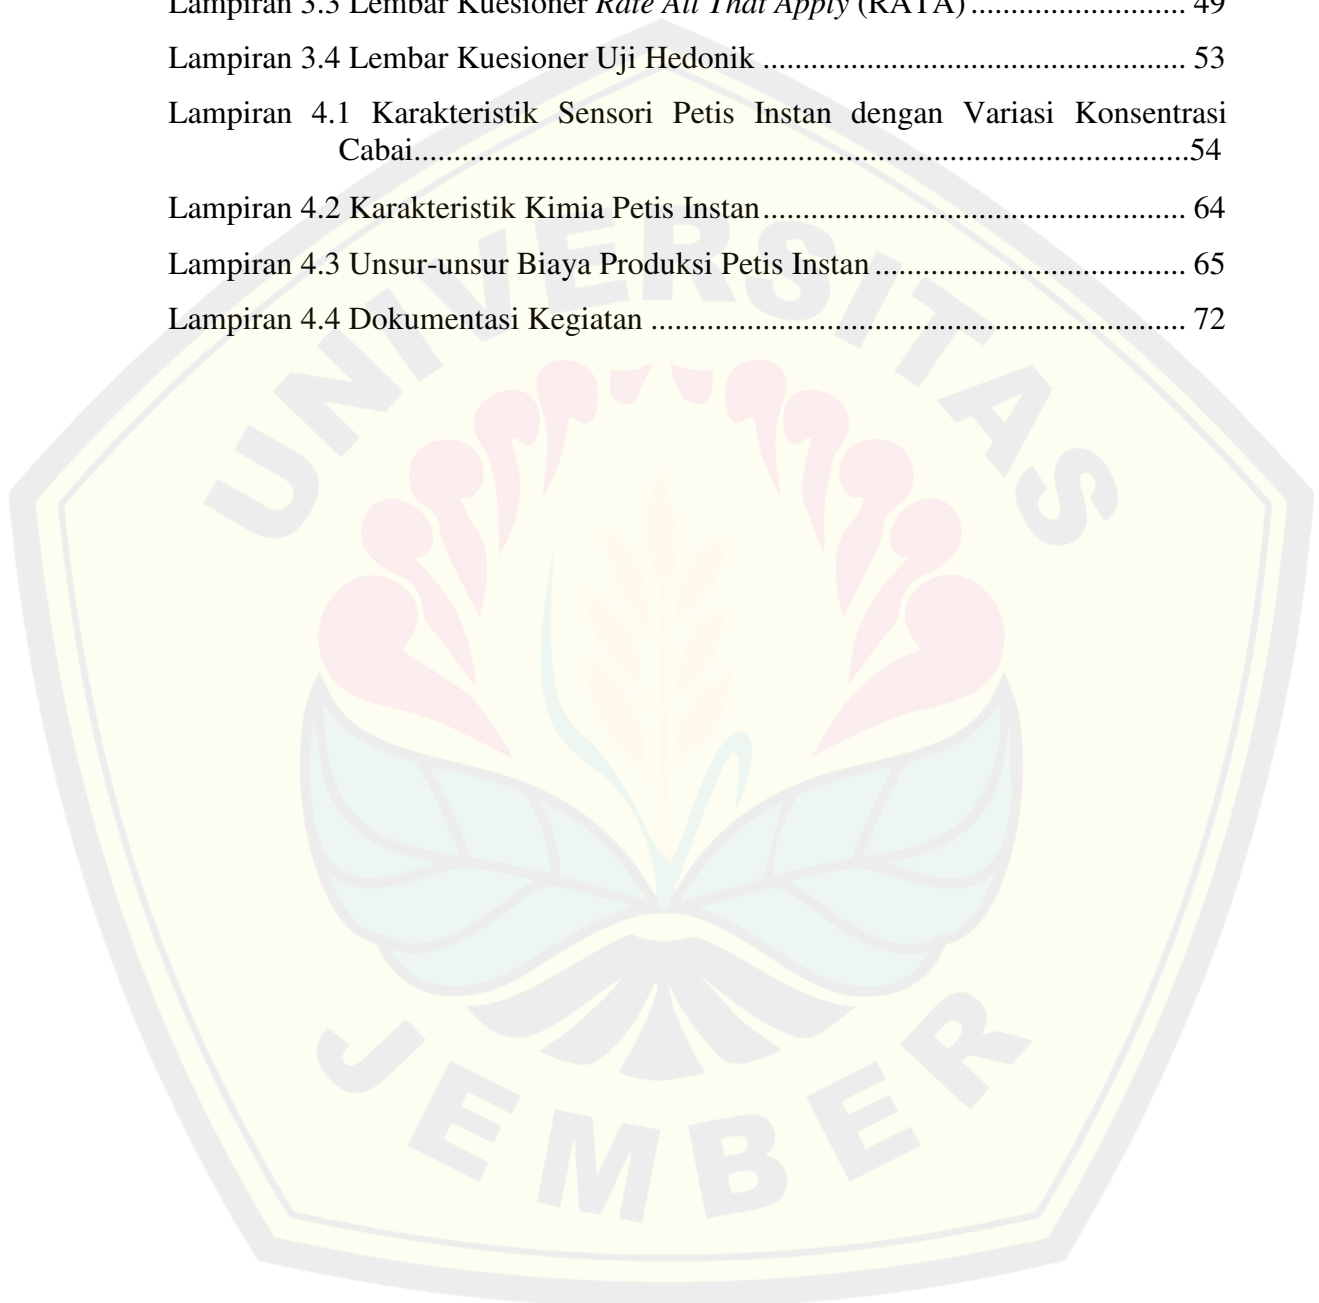 Lampiran 3.3 Lembar Kuesioner Rate All That Apply (RATA) ........................... 49
Lampiran 3.4 Lembar Kuesioner Uji Hedonik ..................................................... 53
Lampiran 4.1 Karakteristik Sensori Petis Instan dengan Variasi Konsentrasi
Cabai.................................................................................................54
Lampiran 4.2 Karakteristik Kimia Petis Instan..................................................... 64
Lampiran 4.3 Unsur-unsur Biaya Produksi Petis Instan ....................................... 65
Lampiran 4.4 Dokumentasi Kegiatan ................................................................... 72
UNIVERSITAS
JEMBER